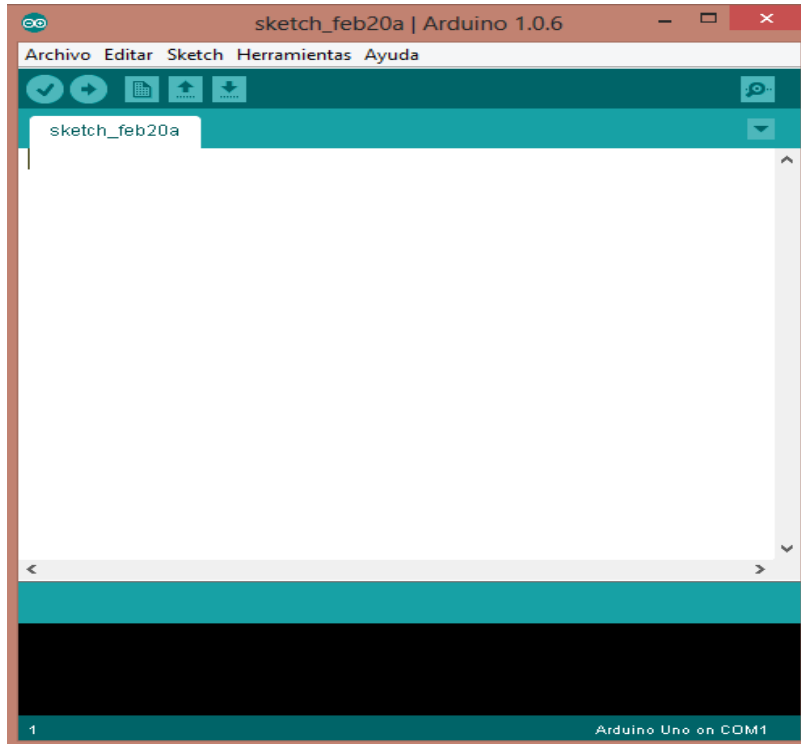 sketch_feb20a | Arduino 1.0.6
Archivo Editar Sketch Herramientas Ayuda
sketch_feb20a
1 Arduino Uno on COM1